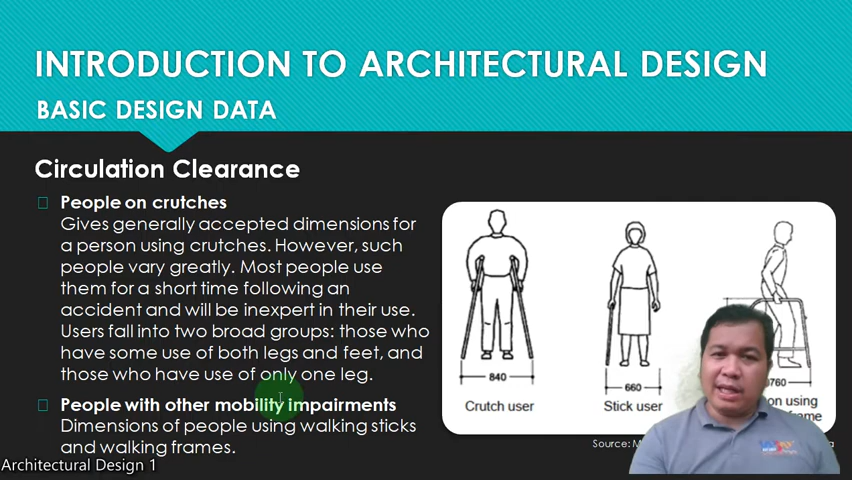 INTRODUCTION TO ARCHITECTURAL DESIGN
BASIC DESIGN DATA
Circulation Clearance
People on crutches
Gives generally accepted dimensions for
a person using crutches. However, such
people vary greatly. Most people use
them for a short time following an
accident and will be inexpert in their use.
Users fall into two broad groups: those who
have some use of both legs and feet, and
those who have use of only one leg.
People with other mobility impairments
Dimensions of people using walking sticks
and walking frames.
840
Crutch user
660
Stick user
760
on using
Source:
Architectural Design 1